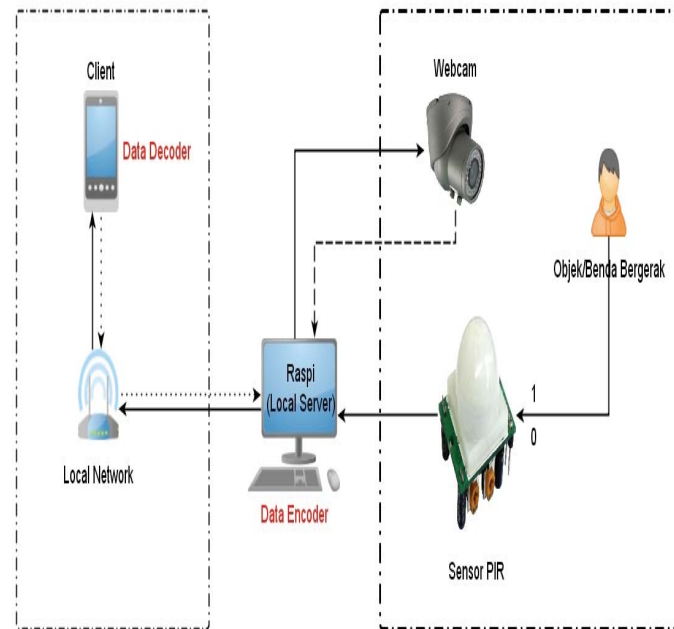 Client
Data Decoder
Local Network
Raspi
(Local Server)
Data Encoder
Webcam
Objek/Benda Bergerak
1
0
Sensor PIR